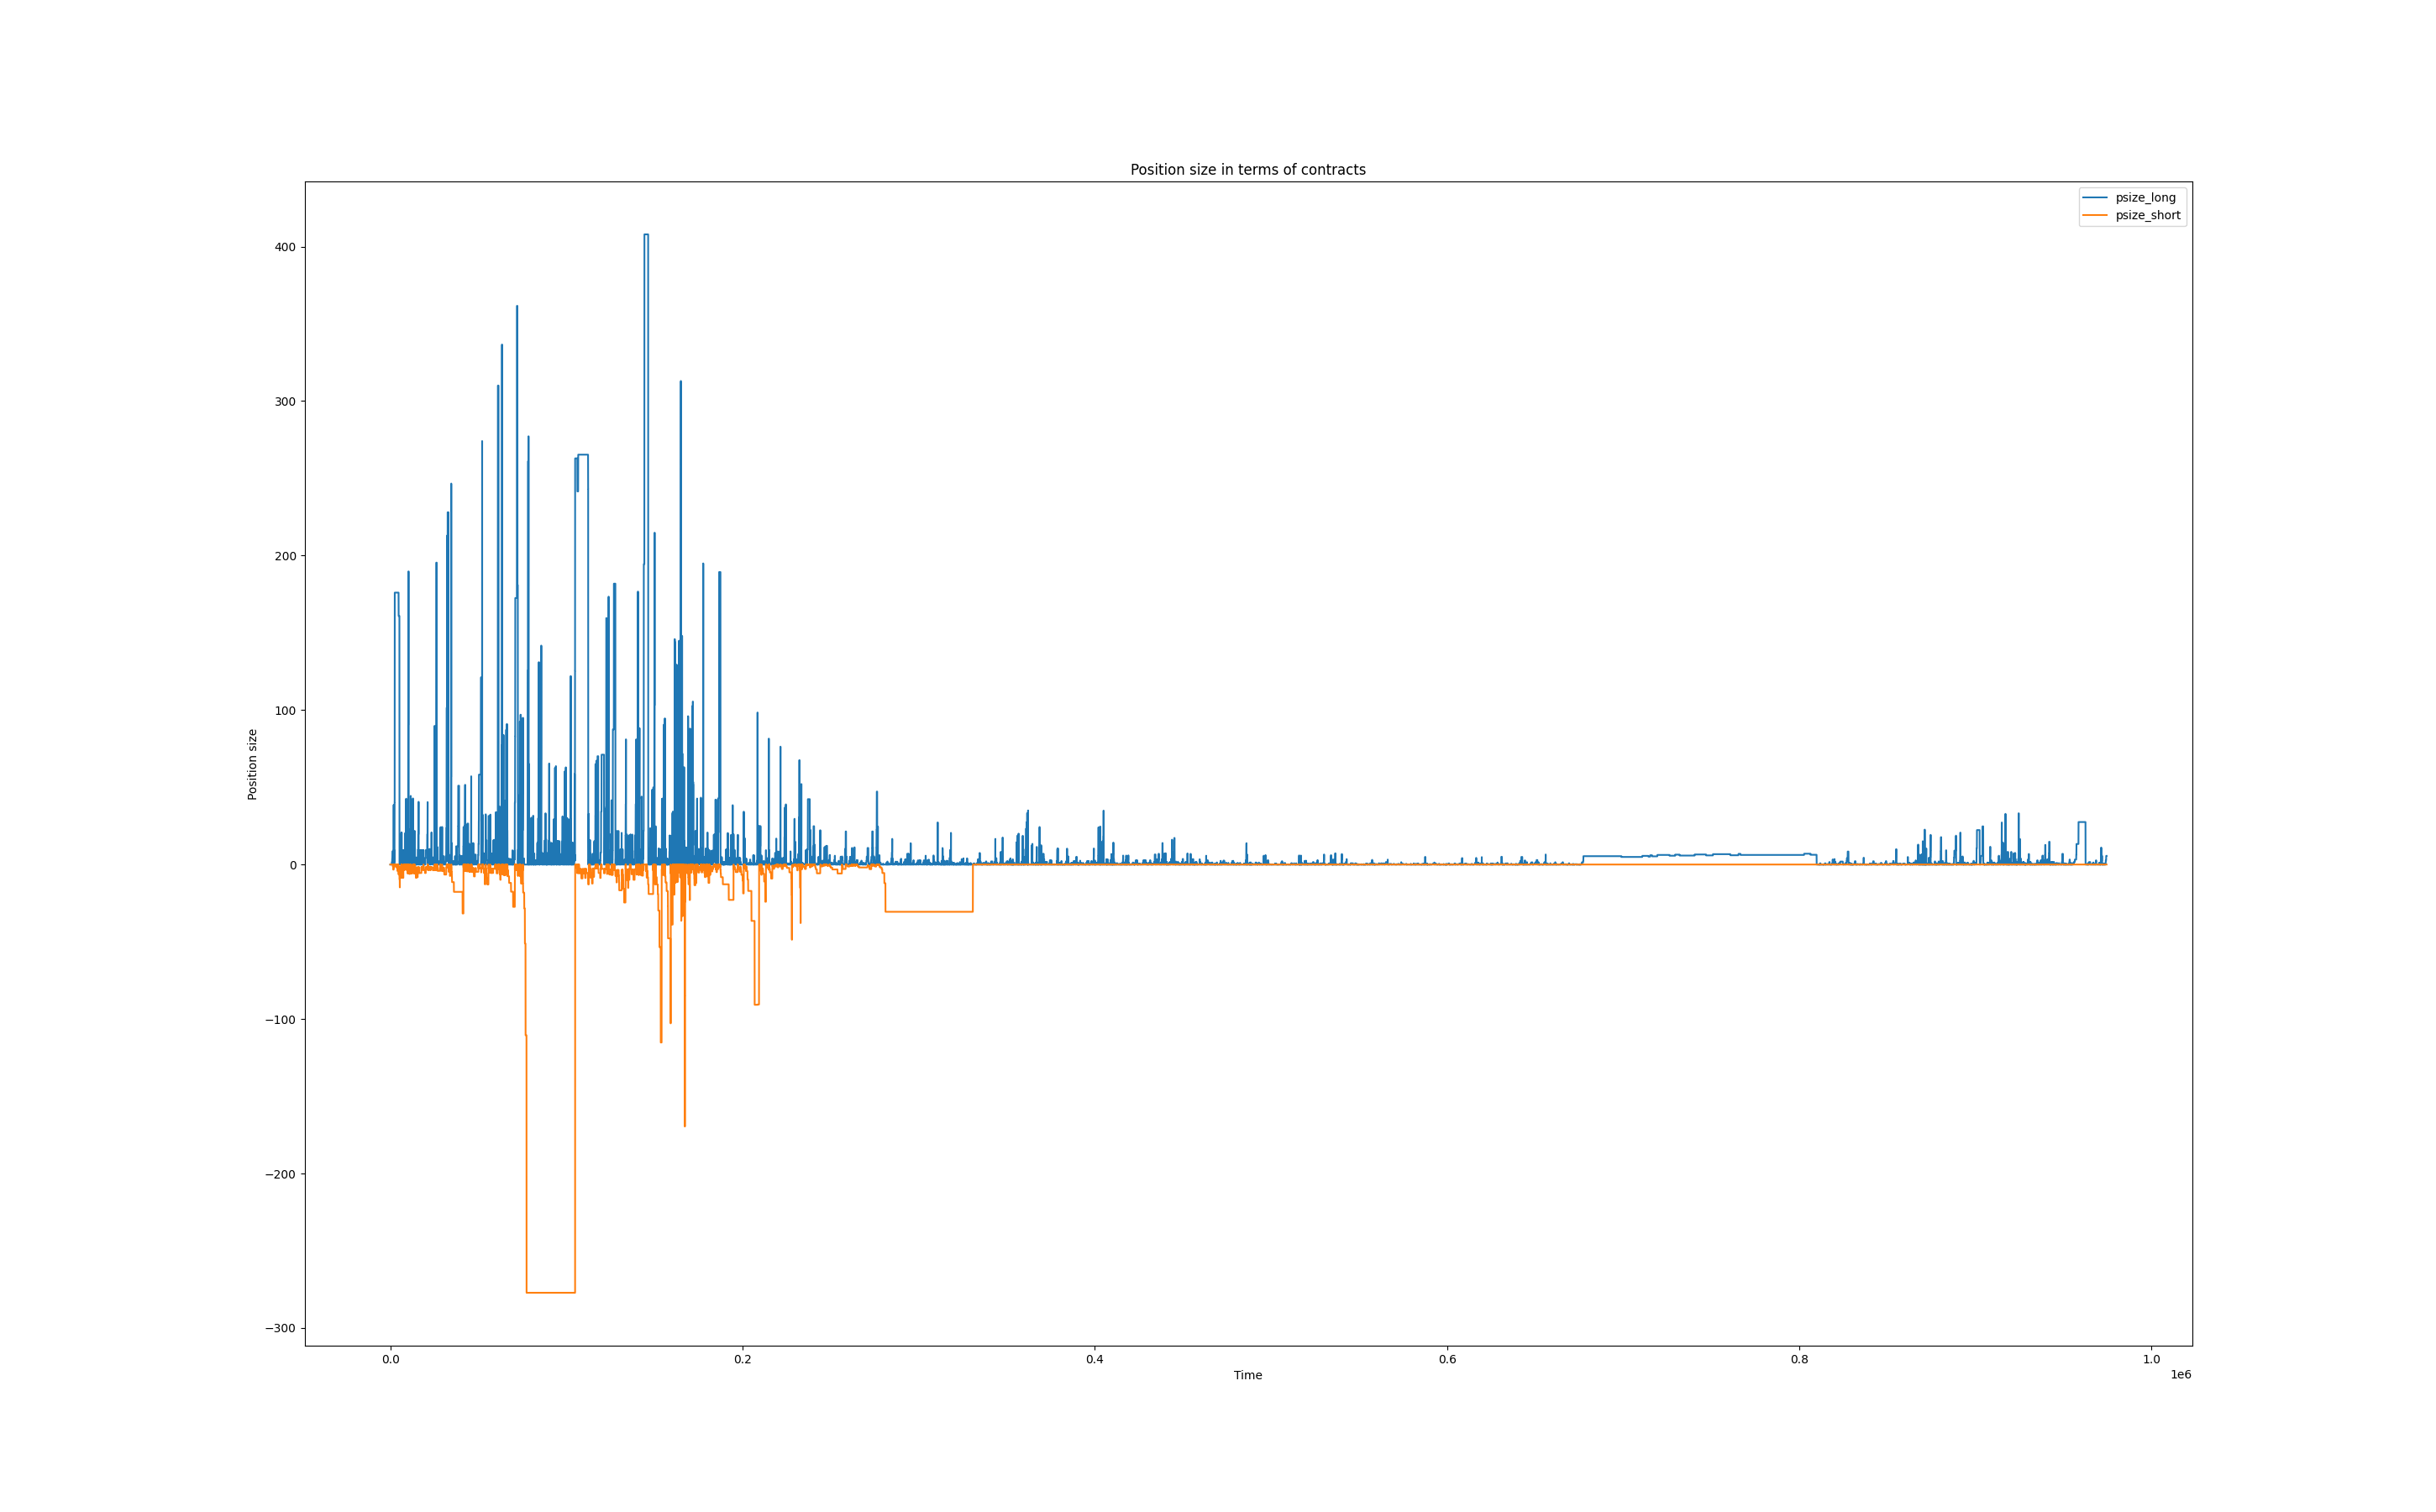 Position size in terms of contracts
psize_long
psize_short
400
300
200
100
0
−100
−200
−300
Position size
0.0
0.2
0.4
0.6
0.8
1.0
Time
1e6